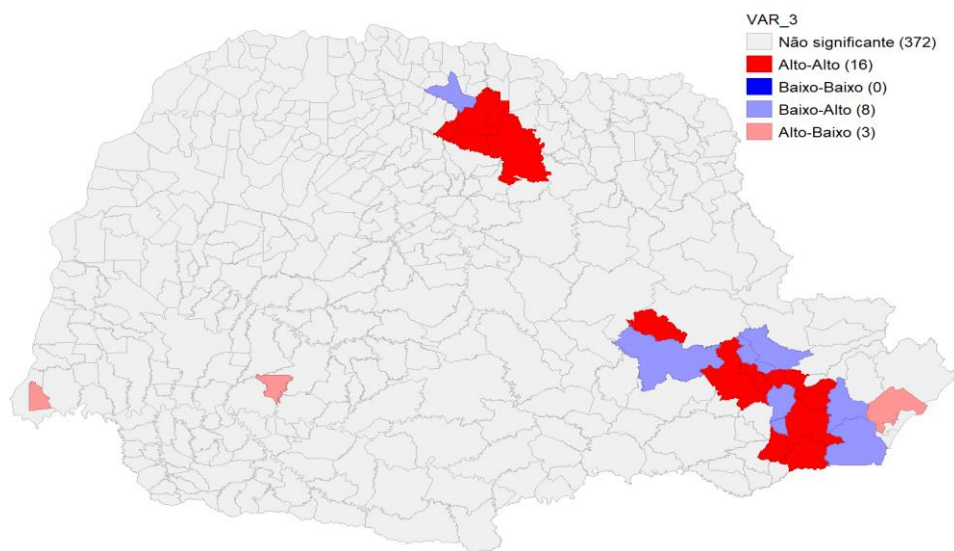 VAR_3
Não significante (372)
Alto-Alto (16)
Baixo-Baixo (0)
Baixo-Alto (8)
Alto-Baixo (3)